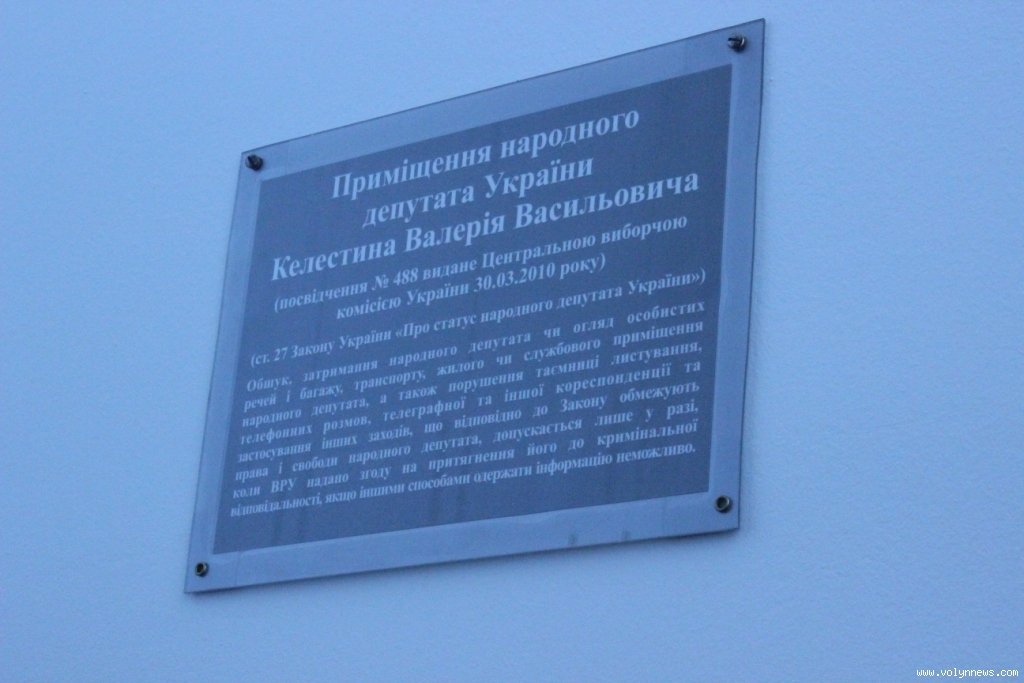 Приміщення народного
депутата України
Келестина Валерія Васильовича
(посвідчення № 488 видане Центральною виборчою
комісією України 30.03.2010 року)
(ст. 27 Закону України «Про статус народного депутата України»)
Обшук, затримання народного депутата чи огляд особистих
речей і багажу, транспорту, жилого чи службового приміщення
народного депутата, а також порушення таємниці листування,
телефонних розмов, телеграфної та іншої кореспонденції та
застосування інших заходів, що відповідно до Закону обмежують
права і свободи народного депутата, допускається лише у разі,
коли ВРУ надано згоду на притягнення його до кримінальної
відповідальності, якщо іншими способами одержати інформацію неможливо.
www.volynnews.com